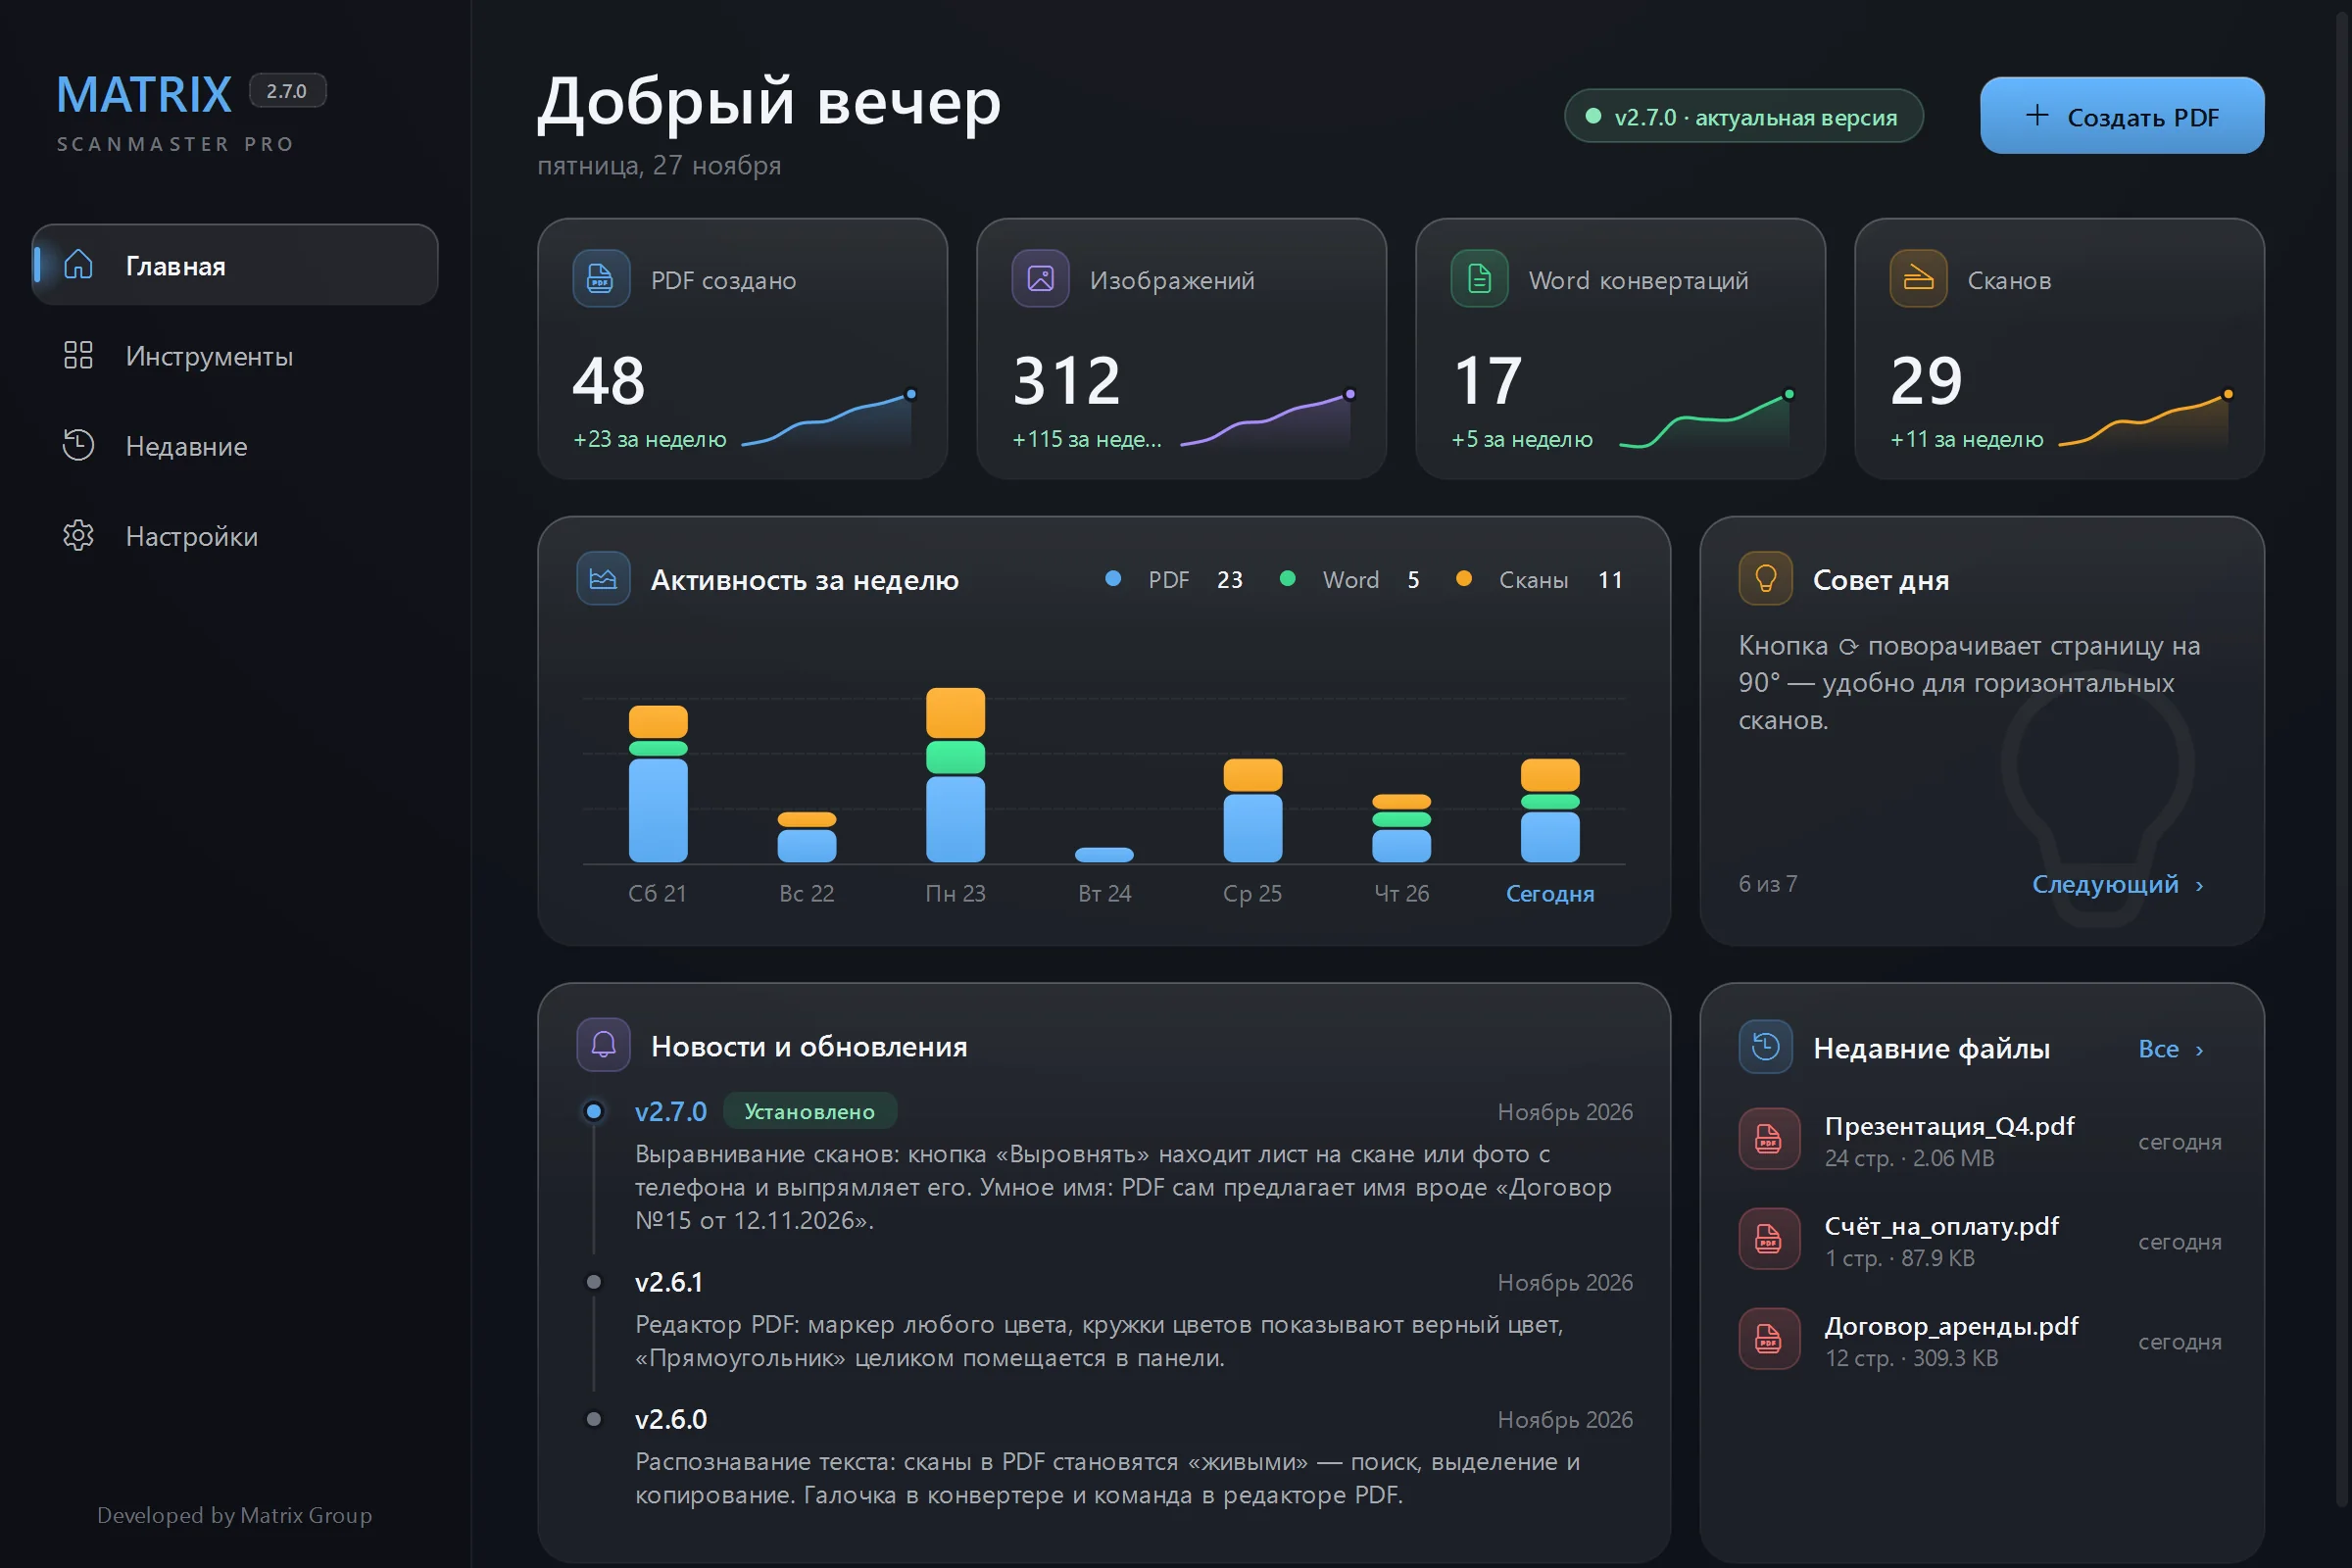 MATRIX 2.7.0
SCANMASTER PRO
Главная
Инструменты
Недавние
Настройки
Developed by Matrix Group
Добрый вечер
пятница, 27 ноября
v2.7.0 · актуальная версия
+ Создать PDF
PDF создано
48
+23 за неделю
Изображений
312
+115 за неде...
Word конвертаций
17
+5 за неделю
Сканов
29
+11 за неделю
Активность за неделю
PDF 23 Word 5 Сканы 11
Сб 21 Вс 22 Пн 23 Вт 24 Ср 25 Чт 26 Сегодня
Совет дня
Кнопка ⟳ поворачивает страницу на
90° — удобно для горизонтальных
сканов.
6 из 7 Следующий ›
Новости и обновления
v2.7.0 Установлено Ноябрь 2026
Выравнивание сканов: кнопка «Выровнять» находит лист на скане или фото с
телефона и выпрямляет его. Умное имя: PDF сам предлагает имя вроде «Договор
№15 от 12.11.2026».
v2.6.1 Ноябрь 2026
Редактор PDF: маркер любого цвета, кружки цветов показывают верный цвет,
«Прямоугольник» целиком помещается в панели.
v2.6.0 Ноябрь 2026
Распознавание текста: сканы в PDF становятся «живыми» — поиск, выделение и
копирование. Галочка в конвертере и команда в редакторе PDF.
Недавние файлы Все ›
PDF
Презентация_Q4.pdf
24 стр. · 2.06 MB
сегодня
PDF
Счёт_на_оплату.pdf
1 стр. · 87.9 KB
сегодня
PDF
Договор_аренды.pdf
12 стр. · 309.3 KB
сегодня